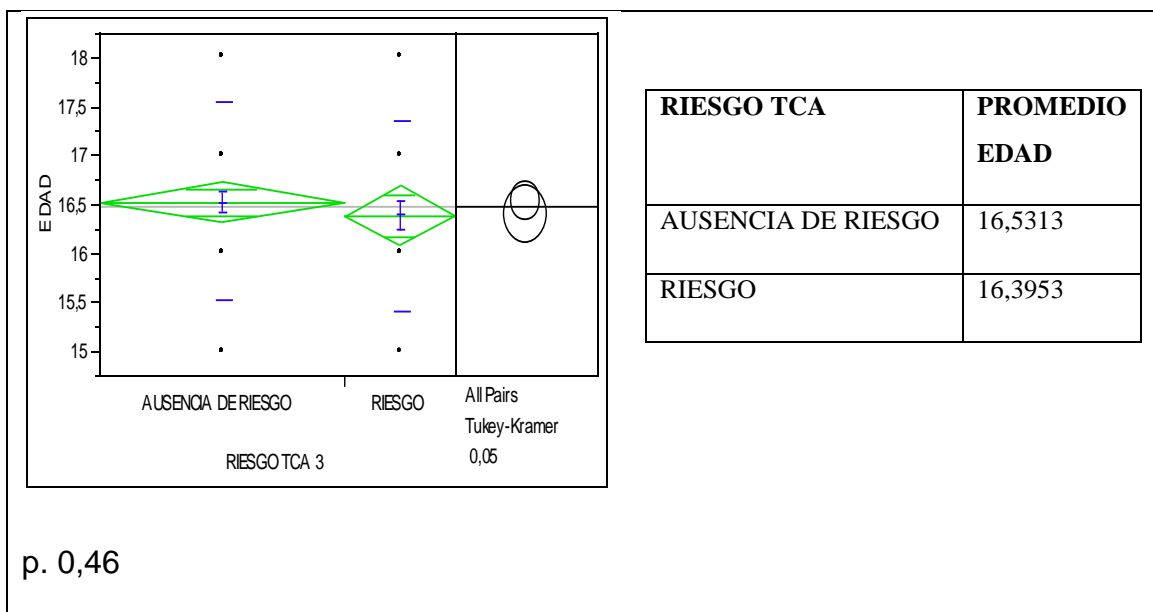 18
17,5
17
16,5
16
15,5
15
EDAD
AUSENCIA DE RIESGO
RIESGO
RIESGO TCA 3
All Pairs
Tukey-Kramer
0,05
RIESGO TCA
PROMEDIO
EDAD
AUSENCIA DE RIESGO
16,5313
RIESGO
16,3953
p. 0,46